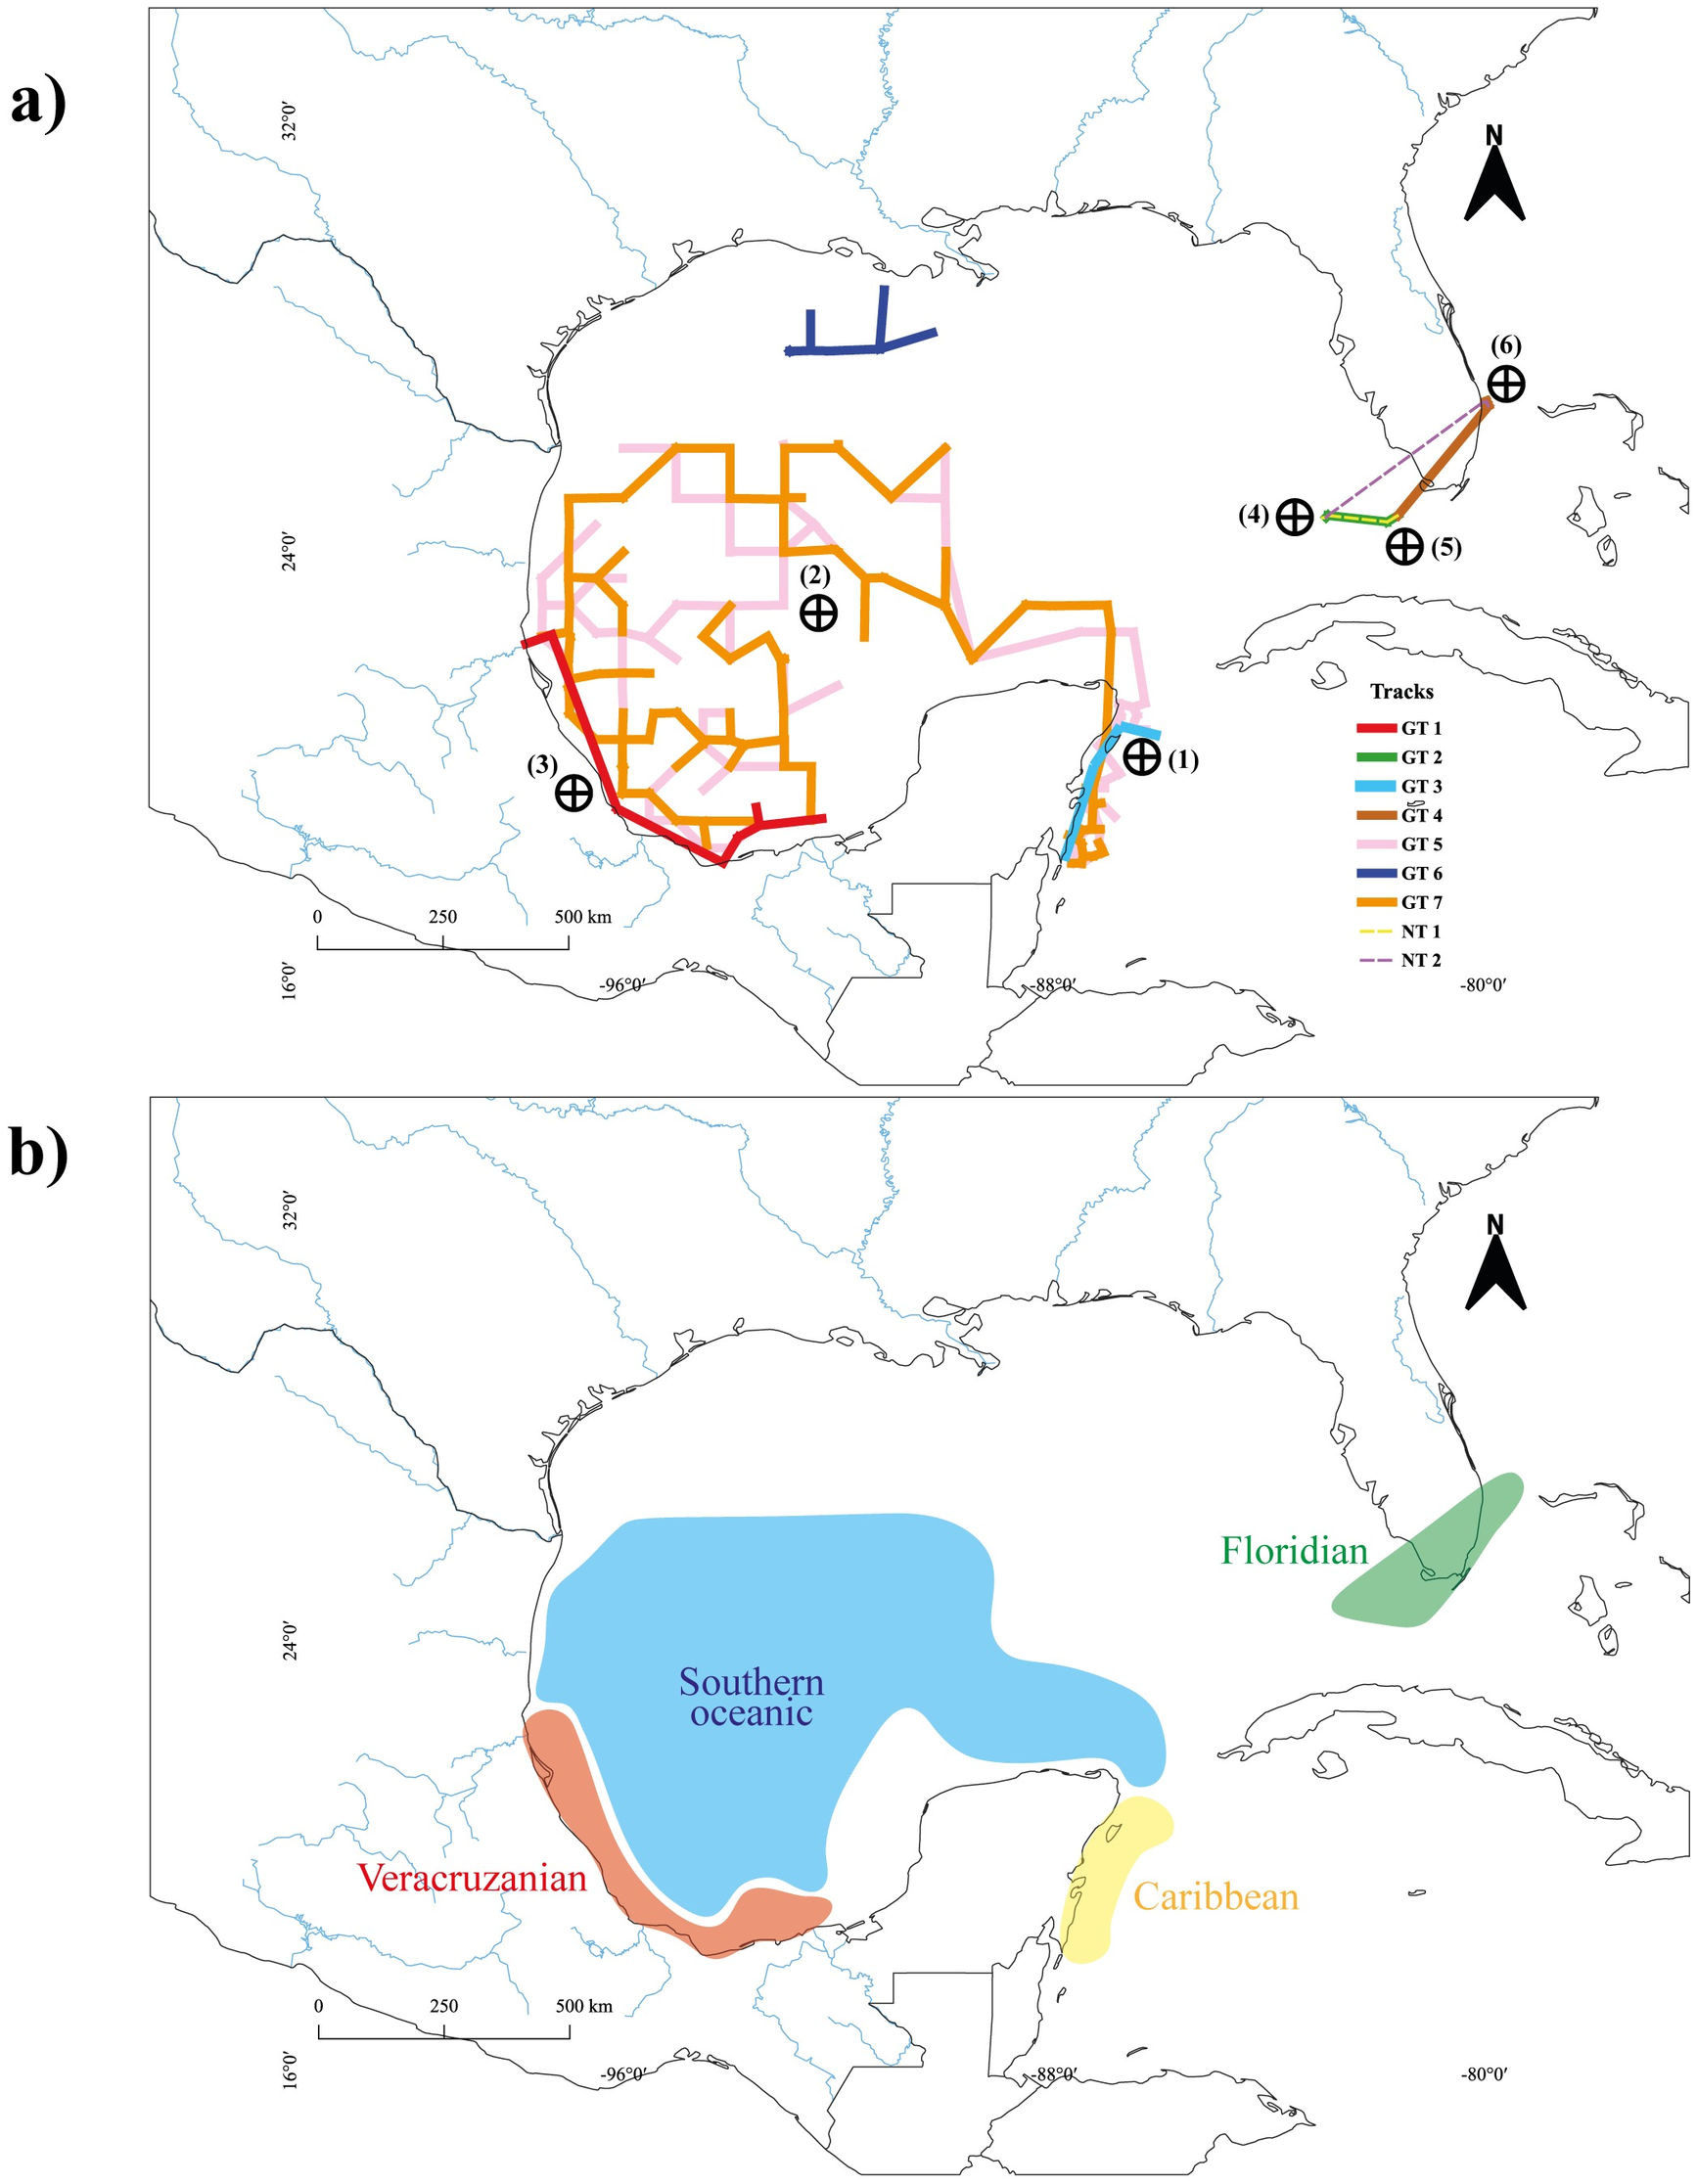 a)
32°0'
N
(6)
(4)
(5)
24°0'
(2)
Tracks
GT 1
(3)
(1)
GT 2
GT 3
GT 4
GT 5
GT 6
GT 7
0 250 500 km
NT 1
NT 2
16°0'
-96°0'
-88°0'
-80°0'
b)
32°0'
N
Floridian
24°0'
Southern
oceanic
Veracruzanian
Caribbean
0 250 500 km
16°0'
-96°0'
-88°0'
-80°0'